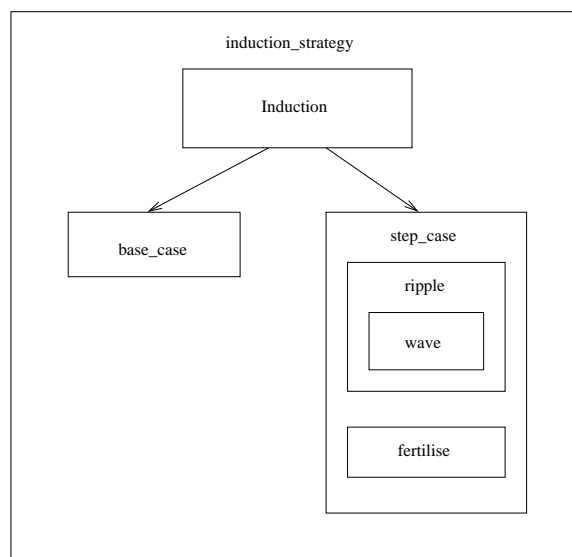 induction_strategy
Induction
base_case
step_case
ripple
wave
fertilise